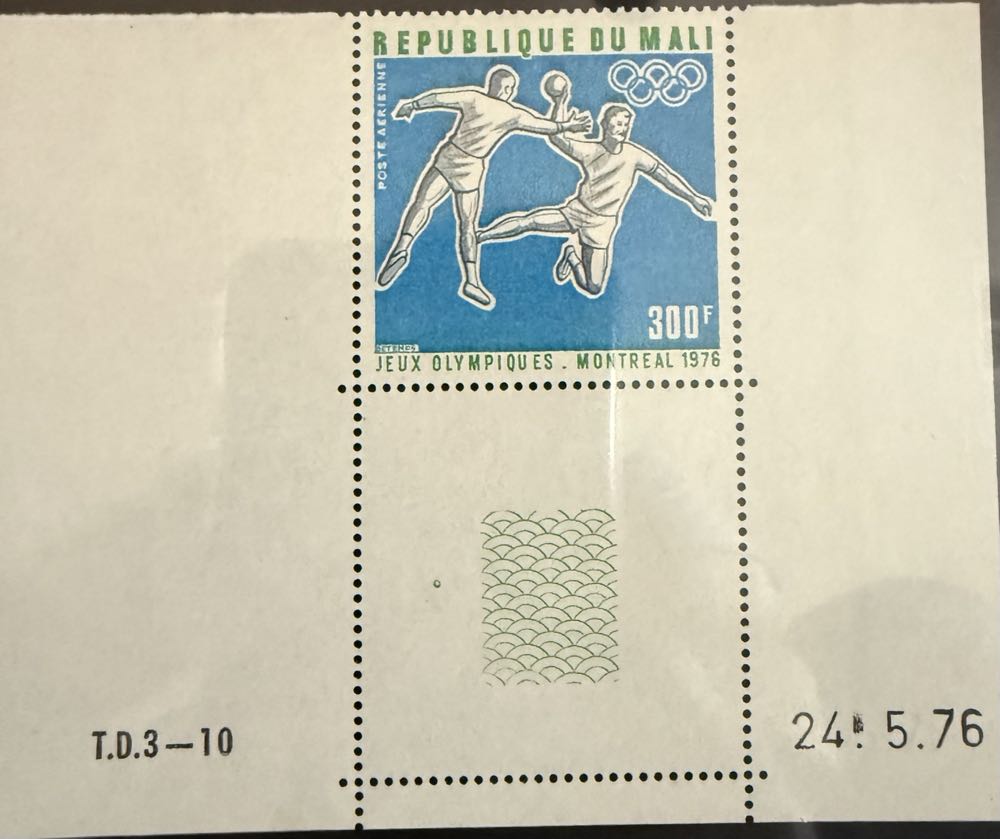 REPUBLIQUE DU MALI
POSTE AERIENNE
300F
JEUX OLYMPIQUES . MONTREAL 1976
T.D.3—10
24. 5.76